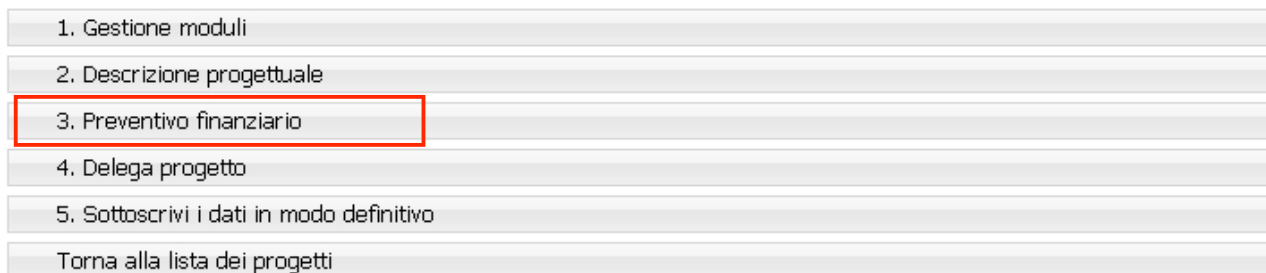 1. Gestione moduli
2. Descrizione progettuale
3. Preventivo finanziario
4. Delega progetto
5. Sottoscrivi i dati in modo definitivo
Torna alla lista dei progetti